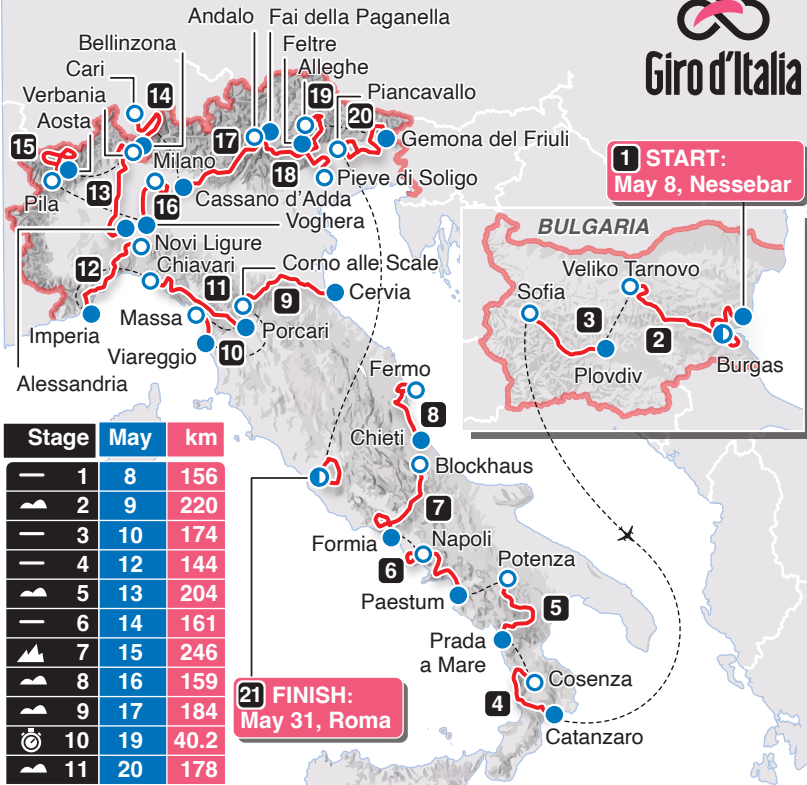 Giro d'Italia
Andalo
Fai della Paganella
Bellinzona
Feltre
Cari
Alleghe
Verbania
Piancavallo
Aosta
14
19
15
17
20
Gemona del Friuli
Milano
13
18
Pieve di Soligo
Pila
16
Cassano d'Adda
Voghera
Novi Ligure
12
Chiavari
Corno alle Scale
11
9
Cervia
Imperia
Massa
Porcari
Viareggio
10
Alessandria
1 START:
May 8, Nessebar
BULGARIA
Veliko Tarnovo
Sofia
3
2
Plovdiv
Burgas
Fermo
8
Chieti
Blockhaus
7
Formia
Napoli
6
Potenza
Paestum
5
Prada
a Mare
Cosenza
4
Catanzaro
21 FINISH:
May 31, Roma
Stage May km
1 8 156
2 9 220
3 10 174
4 12 144
5 13 204
6 14 161
7 15 246
8 16 159
9 17 184
10 19 40.2
11 20 178